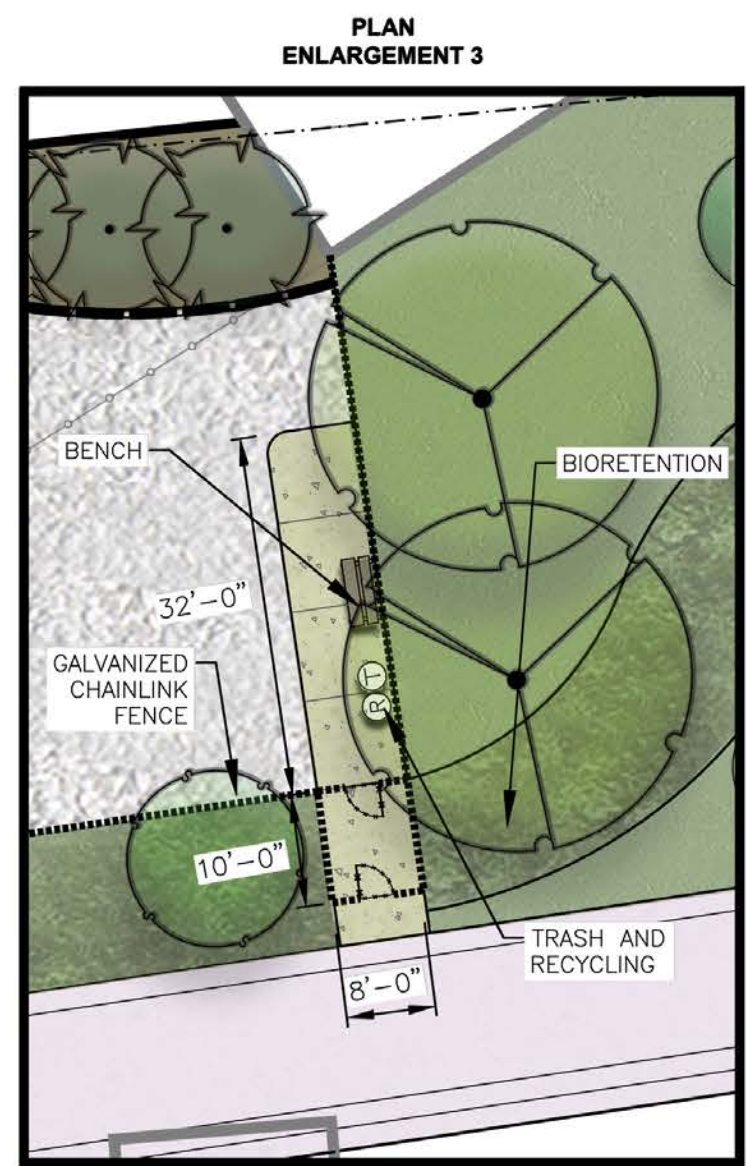 PLAN
ENLARGEMENT 3
BENCH
BIORETENTION
32'-0"
GALVANIZED
CHAINLINK
FENCE
T
R
10'-0"
TRASH AND
RECYCLING
8'-0"